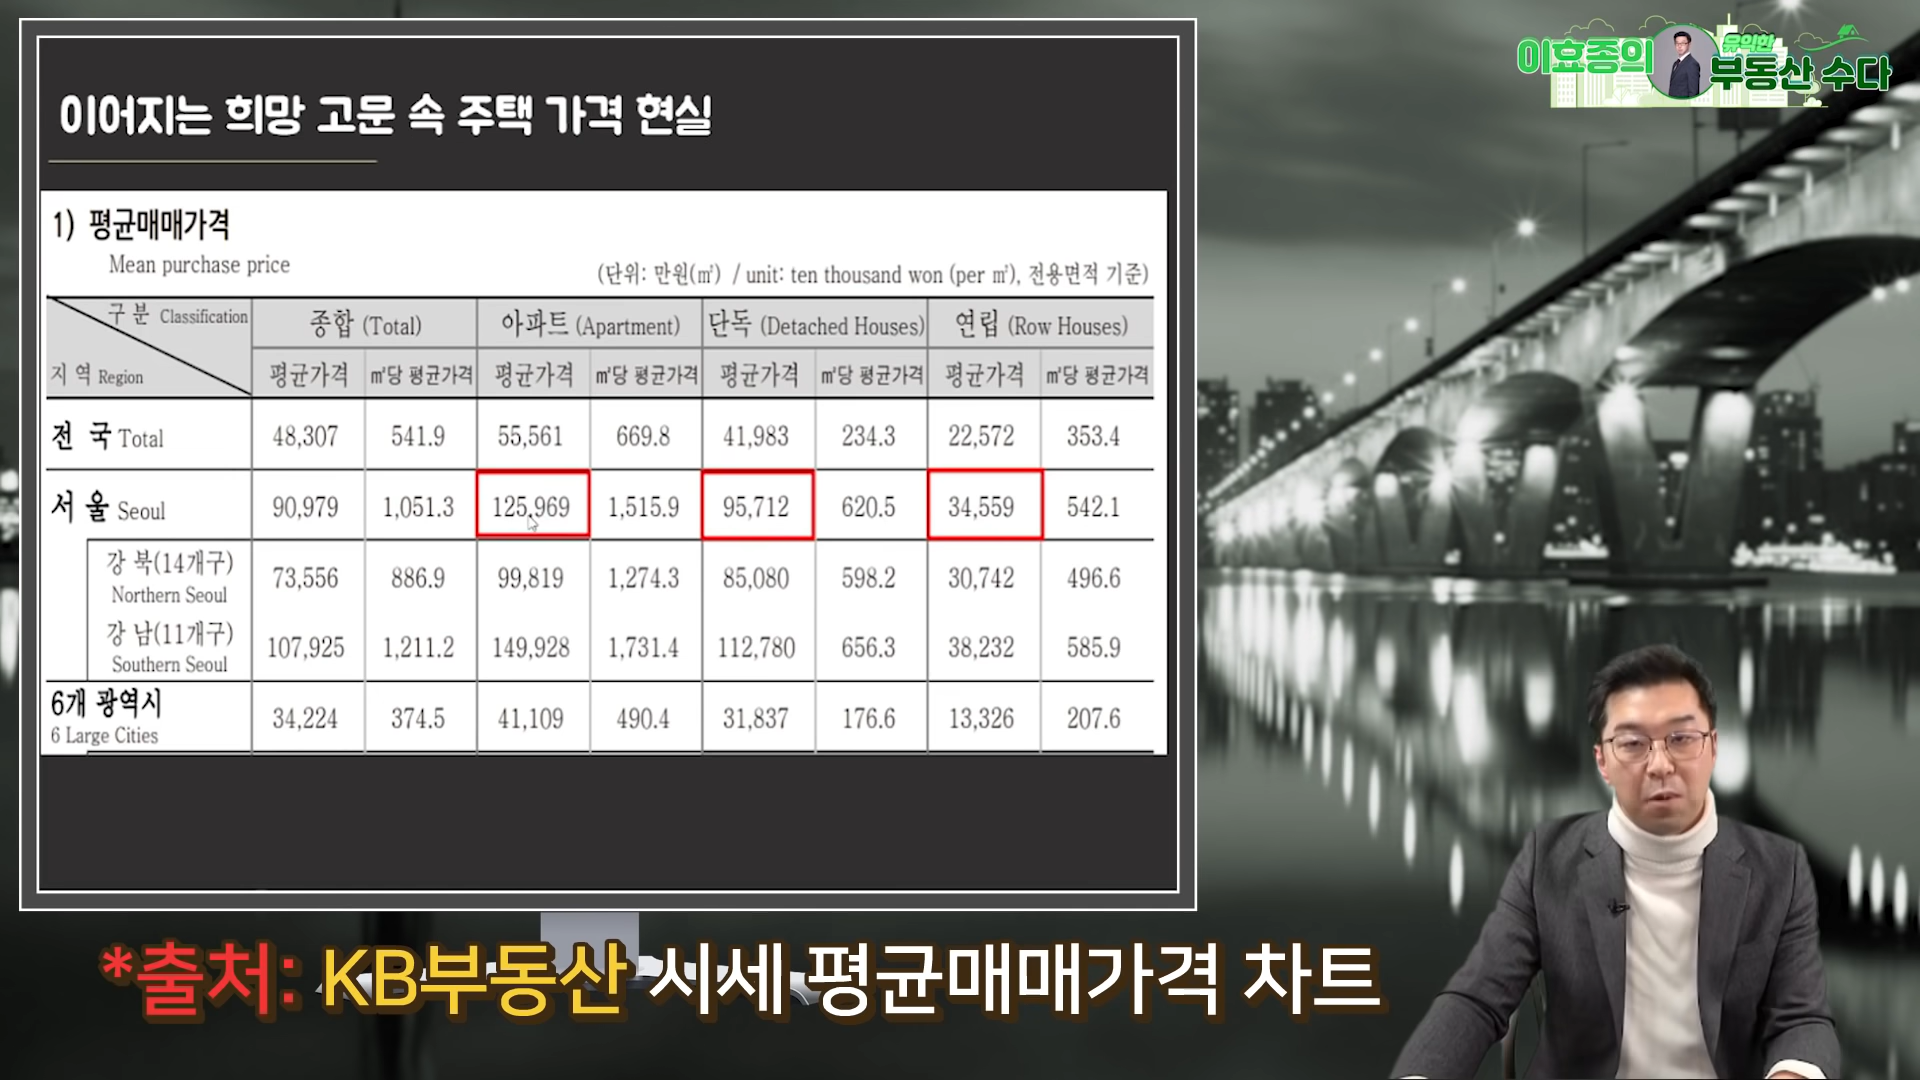 이어지는 희망 고문 속 주택 가격 현실
이효종의 유익한 부동산 수다
1) 평균매매가격
Mean purchase price
(단위: 만원(㎡) / unit: ten thousand won (per ㎡), 전용면적 기준)
구 분 Classification 종합 (Total) 아파트 (Apartment) 단독 (Detached Houses) 연립 (Row Houses)
지 역 Region 평균가격 ㎡당 평균가격 평균가격 ㎡당 평균가격 평균가격 ㎡당 평균가격 평균가격 ㎡당 평균가격
전 국 Total 48,307 541.9 55,561 669.8 41,983 234.3 22,572 353.4
서 울 Seoul 90,979 1,051.3 125,969 1,515.9 95,712 620.5 34,559 542.1
강 북(14개구) Northern Seoul 73,556 886.9 99,819 1,274.3 85,080 598.2 30,742 496.6
강 남(11개구) Southern Seoul 107,925 1,211.2 149,928 1,731.4 112,780 656.3 38,232 585.9
6개 광역시 6 Large Cities 34,224 374.5 41,109 490.4 31,837 176.6 13,326 207.6
*출처: KB부동산 시세 평균매매가격 차트